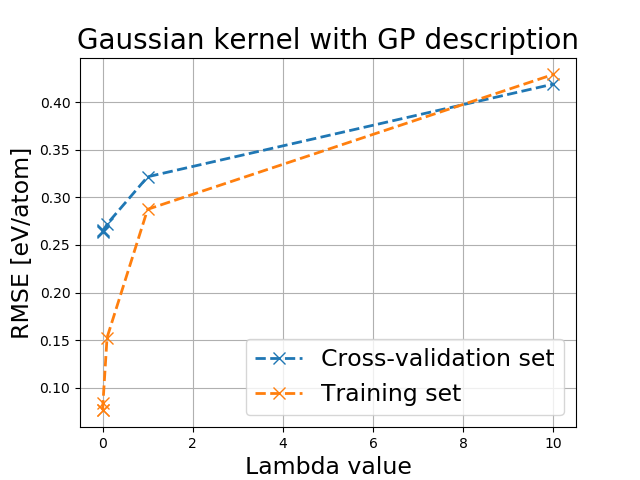 Gaussian kernel with GP description
RMSE [eV/atom]
0.40
0.35
0.30
0.25
0.20
0.15
0.10
Cross-validation set
Training set
0 2 4 6 8 10
Lambda value